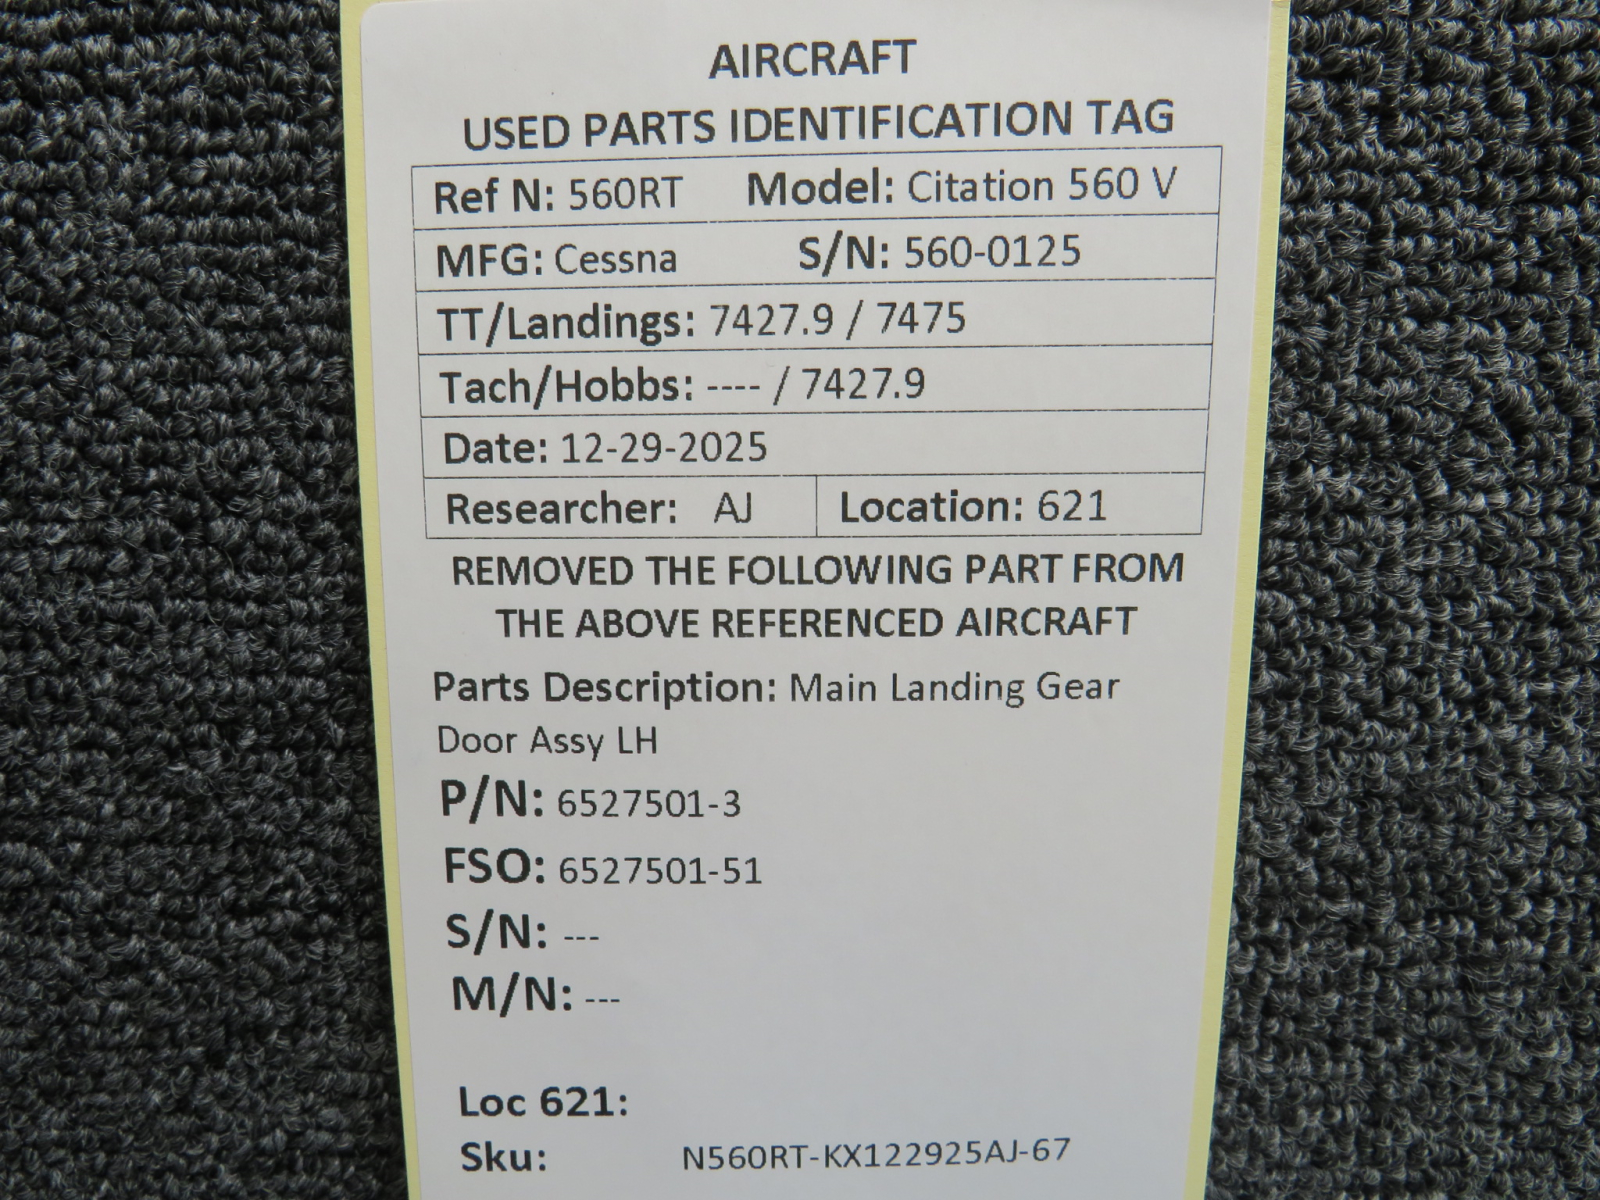 AIRCRAFT
USED PARTS IDENTIFICATION TAG
Ref N: 560RT Model: Citation 560 V
MFG: Cessna S/N: 560-0125
TT/Landings: 7427.9 / 7475
Tach/Hobbs: ---- / 7427.9
Date: 12-29-2025
Researcher: AJ Location: 621
REMOVED THE FOLLOWING PART FROM
THE ABOVE REFERENCED AIRCRAFT
Parts Description: Main Landing Gear
Door Assy LH
P/N: 6527501-3
FSO: 6527501-51
S/N: ---
M/N: ---
Loc 621:
Sku: N560RT-KX122925AJ-67